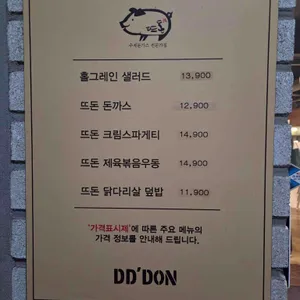 뜨돈
홀그레인 샐러드 13,900
뜨돈 돈까스 12,900
뜨돈 크림스파게티 14,900
뜨돈 제육볶음우동 14,900
뜨돈 닭다리살 덮밥 11,900
'가격표시제'에 따른 주요 메뉴의
가격 정보를 안내해 드립니다.
DD'DON